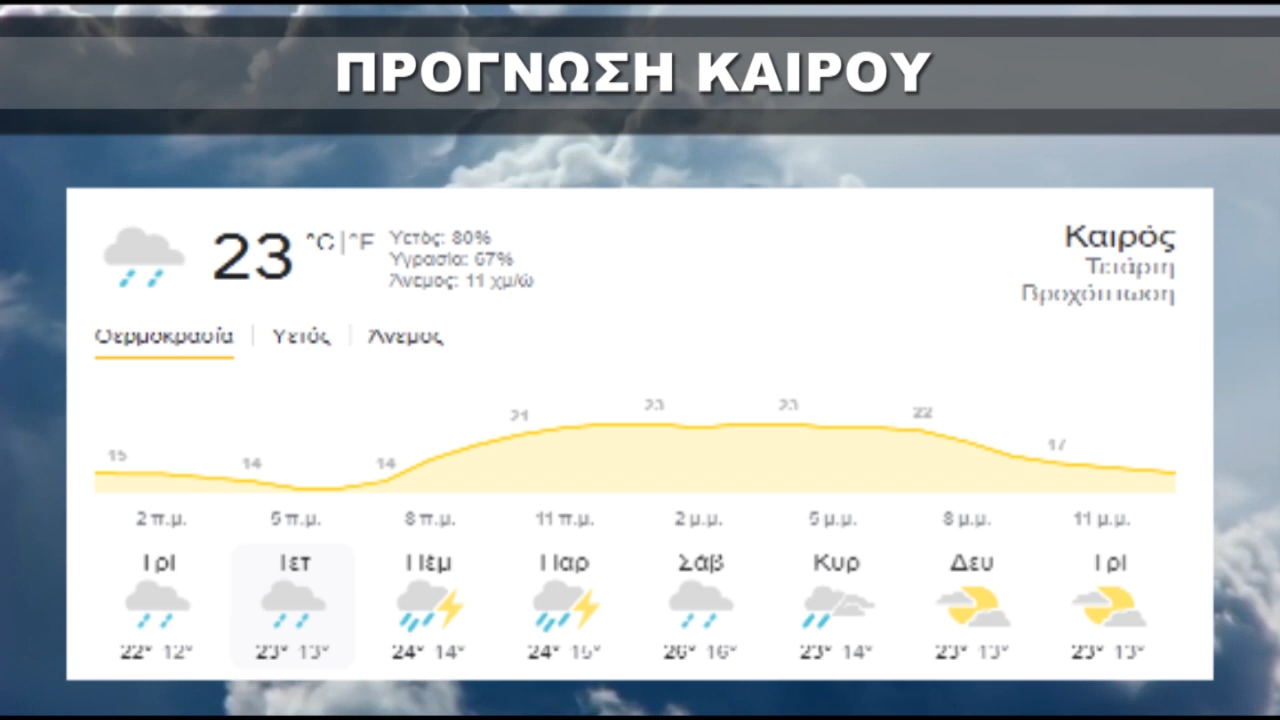 ΠΡΟΓΝΩΣΗ ΚΑΙΡΟΥ
23 °C|°F
Υετός: 80%
Υγρασία: 67%
Άνεμος: 11 χμ/ώ
Καιρός
Τετάρτη
Βροχόπτωση
Θερμοκρασία | Υετός | Άνεμος
15 14 14 21 23 23 22 17
2 π.μ. 5 π.μ. 8 π.μ. 11 π.μ. 2 μ.μ. 5 μ.μ. 8 μ.μ. 11 μ.μ.
Τρί Τετ Πέμ Παρ Σάβ Κυρ Δευ Τρί
22° 12° 23° 13° 24° 14° 24° 15° 26° 16° 23° 14° 23° 13° 23° 13°